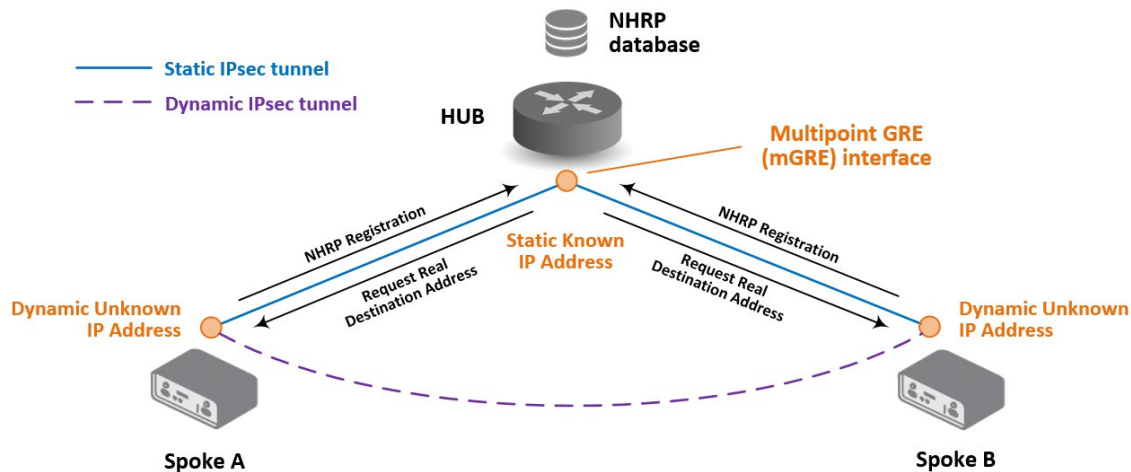 NHRP
database
Static IPsec tunnel
Dynamic IPsec tunnel
HUB
Multipoint GRE
(mGRE) interface
NHRP Registration
NHRP Registration
Static Known
IP Address
Request Real
Destination Address
Request Real
Destination Address
Dynamic Unknown
IP Address
Dynamic Unknown
IP Address
Spoke A
Spoke B